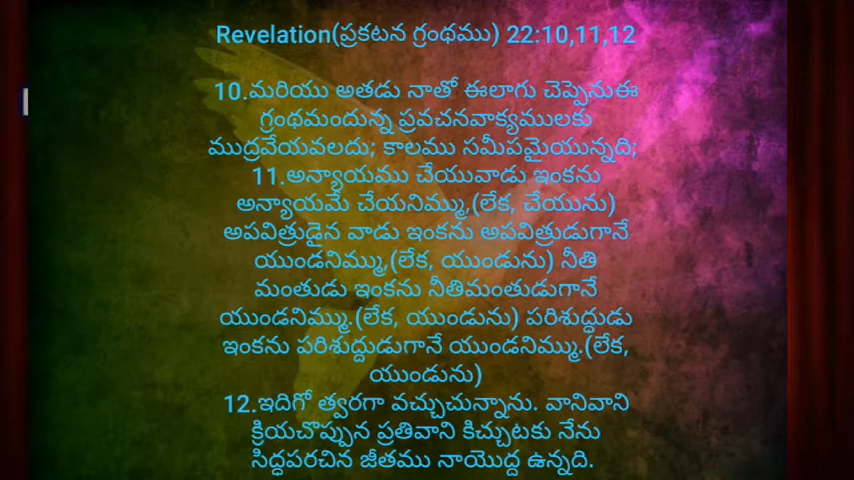 Revelation(ప్రకటన గ్రంథము) 22:10,11,12
10.మరియు అతడు నాతో ఈలాగు చెప్పెనుఈ
గ్రంథమందున్న ప్రవచనవాక్యములకు
ముద్రవేయవలదు; కాలము సమీపమైయున్నది;
11.అన్యాయము చేయువాడు ఇంకను
అన్యాయమే చేయనిమ్ము,(లేక, చేయును)
అపవిత్రుడైన వాడు ఇంకను అపవిత్రుడుగానే
యుండనిమ్ము,(లేక, యుండును) నీతి
మంతుడు ఇంకను నీతిమంతుడుగానే
యుండనిమ్ము.(లేక, యుండును) పరిశుద్ధుడు
ఇంకను పరిశుద్దుడుగానే యుండనిమ్ము.(లేక,
యుండును)
12.ఇదిగో త్వరగా వచ్చుచున్నాను. వానివాని
క్రియచొప్పున ప్రతివాని కిచ్చుటకు నేను
సిద్ధపరచిన జీతము నాయొద్ద ఉన్నది.